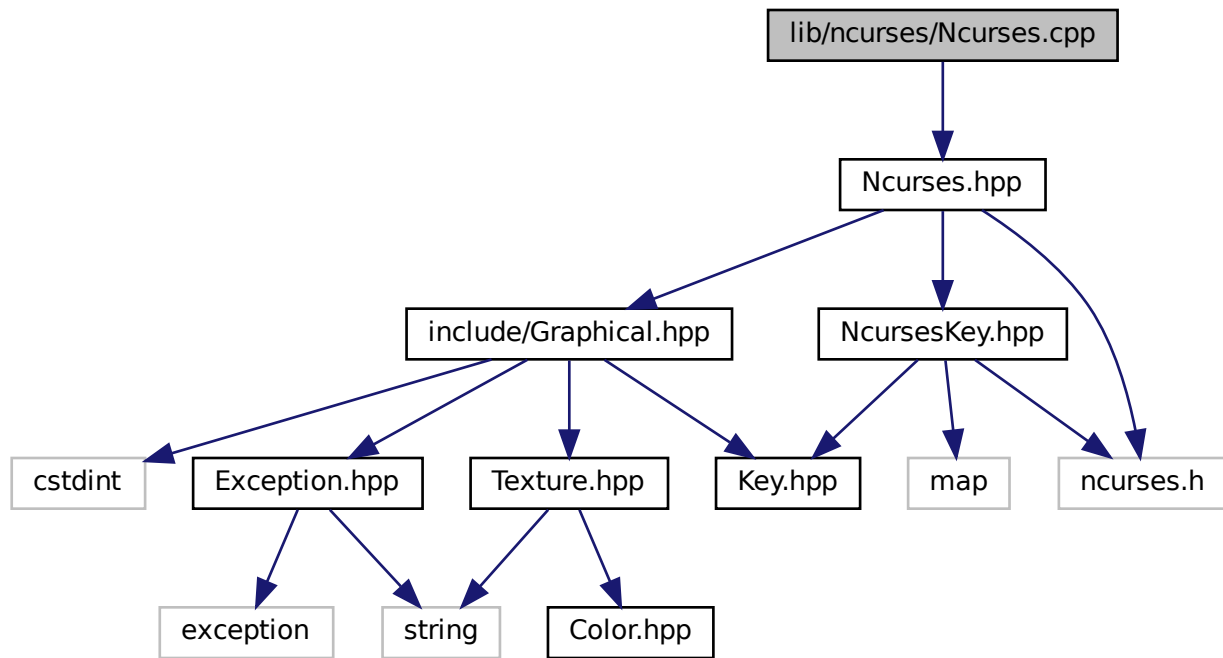 lib/ncurses/Ncurses.cpp
Ncurses.hpp
include/Graphical.hpp
NcursesKey.hpp
cstdint
Exception.hpp
Texture.hpp
Key.hpp
map
ncurses.h
exception
string
Color.hpp